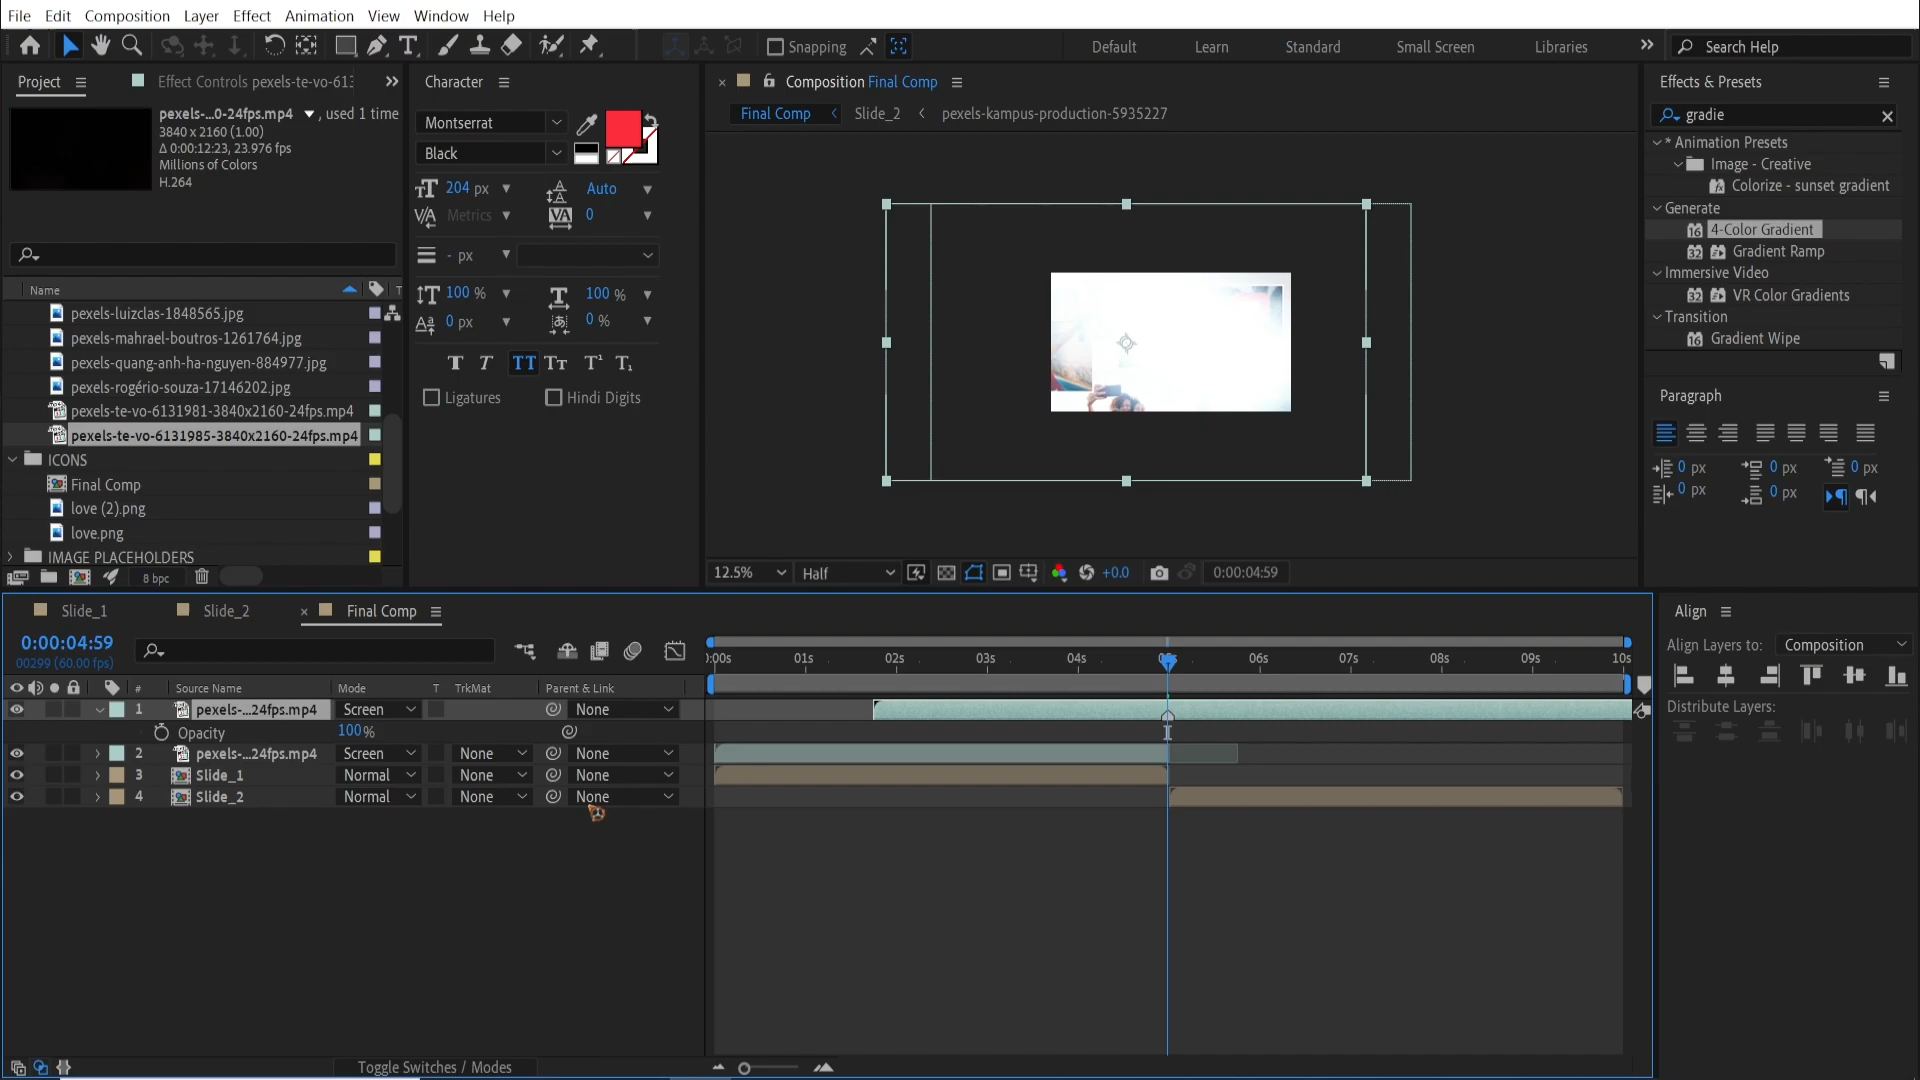 File Edit Composition Layer Effect Animation View Window Help
Snapping Default Learn Standard Small Screen Libraries Search Help
Project Effect Controls pexels-te-vo-613
pexels-...0-24fps.mp4 , used 1 time
3840 x 2160 (1.00)
Δ 0:00:12:23, 23.976 fps
Millions of Colors
H.264
Name
pexels-luizclas-1848565.jpg
pexels-mahrael-boutros-1261764.jpg
pexels-quang-anh-ha-nguyen-884977.jpg
pexels-rogério-souza-17146202.jpg
pexels-te-vo-6131981-3840x2160-24fps.mp4
pexels-te-vo-6131985-3840x2160-24fps.mp4
ICONS
Final Comp
love (2).png
love.png
IMAGE PLACEHOLDERS
8 bpc
Character
Montserrat
Black
204 px Auto
Metrics 0
- px
100 % 100 %
0 px 0 %
Ligatures Hindi Digits
Composition Final Comp
Final Comp Slide_2 pexels-kampus-production-5935227
12.5% Half +0.0 0:00:04:59
Effects & Presets
gradie
* Animation Presets
Image - Creative
Colorize - sunset gradient
Generate
4-Color Gradient
Gradient Ramp
Immersive Video
VR Color Gradients
Transition
Gradient Wipe
Paragraph
0 px 0 px 0 px
0 px 0 px
Slide_1 Slide_2 Final Comp
0:00:04:59
00299 (60.00 fps)
0:00s 01s 02s 03s 04s 06s 07s 08s 09s 10s
# Source Name Mode T TrkMat Parent & Link
1 pexels-...24fps.mp4 Screen None
Opacity 100%
2 pexels-...24fps.mp4 Screen None None
3 Slide_1 Normal None None
4 Slide_2 Normal None None
Toggle Switches / Modes
Align
Align Layers to: Composition
Distribute Layers: